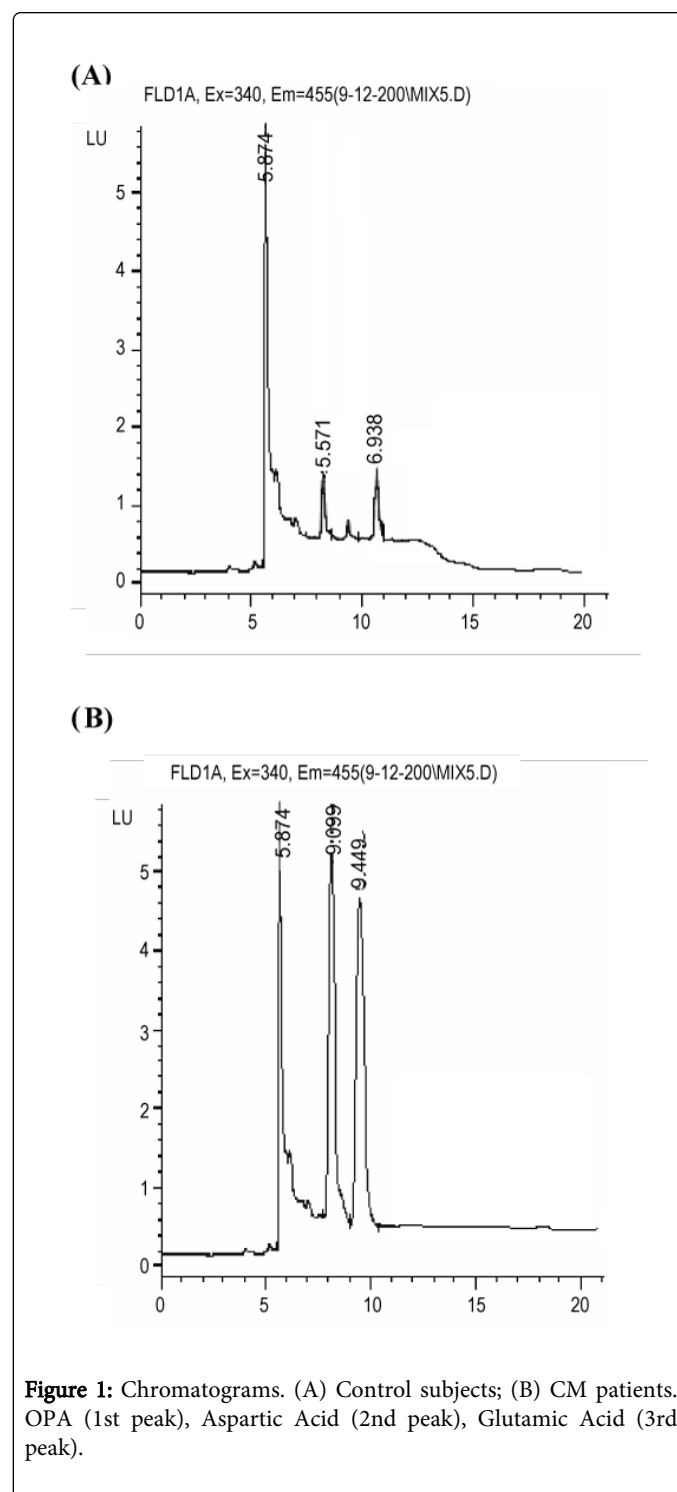 (A)
FLD1A, Ex=340, Em=455(9-12-200\MIX5.D)
LU
5.874
5
4
3
2
5.571
6.938
1
0
0 5 10 15 20
(B)
FLD1A, Ex=340, Em=455(9-12-200\MIX5.D)
LU
5.874
9.099
9.449
5
4
3
2
1
0
0 5 10 15 20
Figure 1: Chromatograms. (A) Control subjects; (B) CM patients.
OPA (1st peak), Aspartic Acid (2nd peak), Glutamic Acid (3rd
peak).